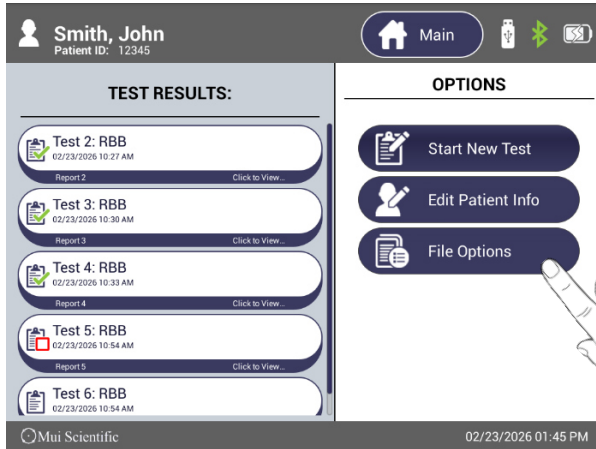 Smith, John
Patient ID: 12345
Main
TEST RESULTS:
Test 2: RBB
02/23/2026 10:27 AM
Report 2 Click to View...
Test 3: RBB
02/23/2026 10:30 AM
Report 3 Click to View...
Test 4: RBB
02/23/2026 10:33 AM
Report 4 Click to View...
Test 5: RBB
02/23/2026 10:54 AM
Report 5 Click to View...
Test 6: RBB
02/23/2026 10:54 AM
OPTIONS
Start New Test
Edit Patient Info
File Options
Mui Scientific
02/23/2026 01:45 PM